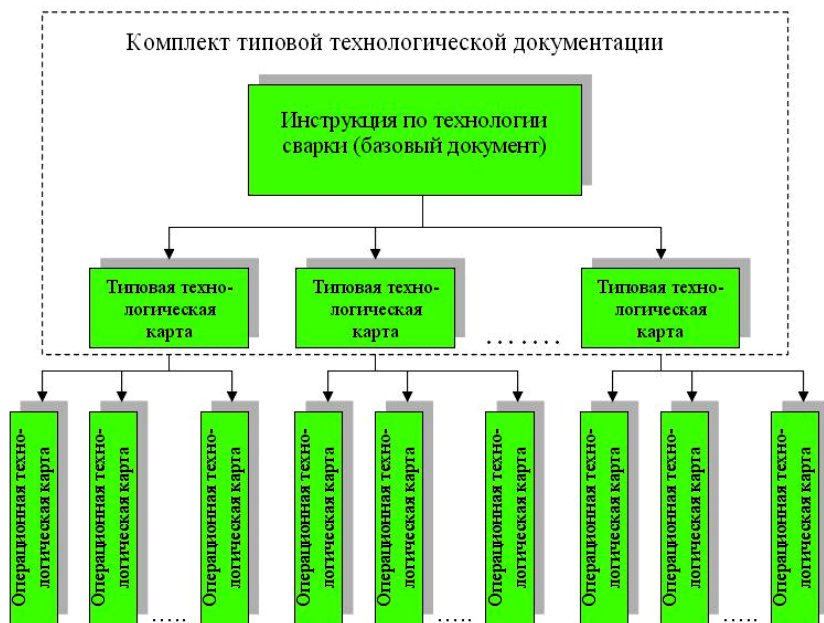 Комплект типовой технологической документации
Инструкция по технологии
сварки (базовый документ)
Типовая техно-
логическая
карта
Типовая техно-
логическая
карта
.......
Типовая техно-
логическая
карта
Операционная техно-
логическая карта
Операционная техно-
логическая карта
.....
Операционная техно-
логическая карта
Операционная техно-
логическая карта
Операционная техно-
логическая карта
.....
Операционная техно-
логическая карта
Операционная техно-
логическая карта
Операционная техно-
логическая карта
.....
Операционная техно-
логическая карта